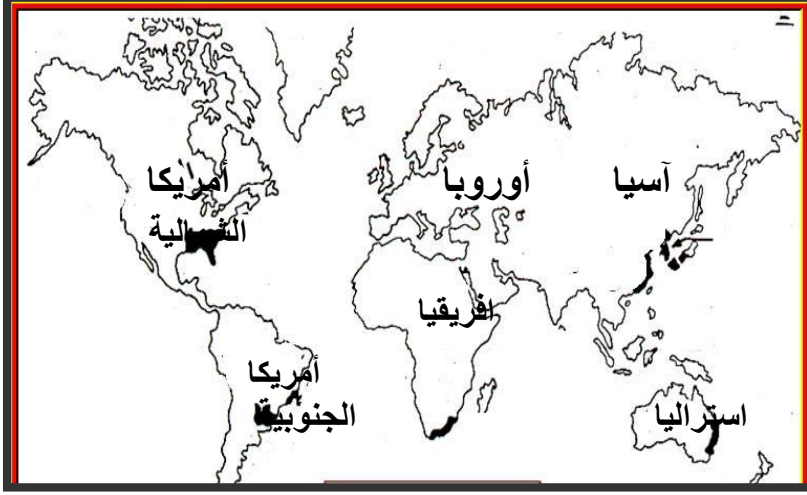 أمريكا
الشمالية
أوروبا
آسيا
افريقيا
أمريكا
الجنوبية
استراليا